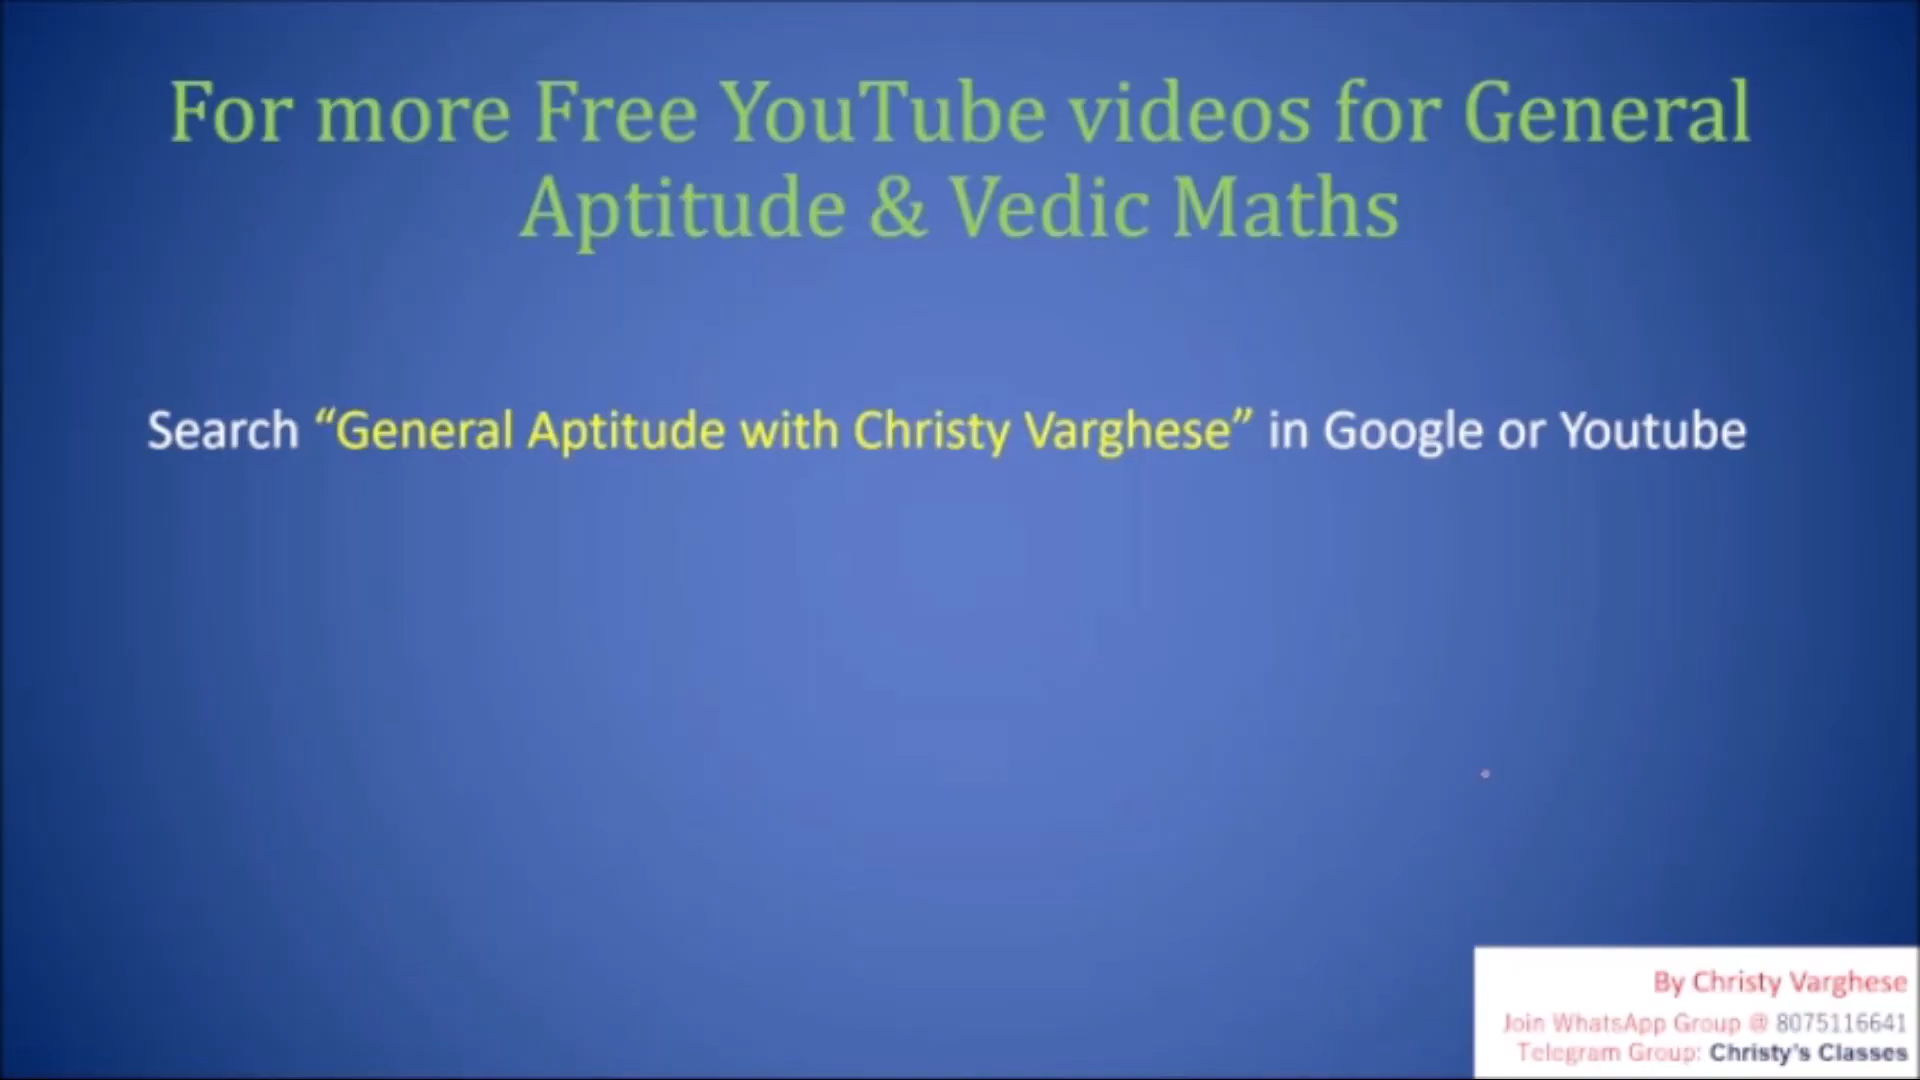 For more Free YouTube videos for General
Aptitude & Vedic Maths
Search “General Aptitude with Christy Varghese” in Google or Youtube
By Christy Varghese
Join WhatsApp Group @ 8075116641
Telegram Group: Christy's Classes